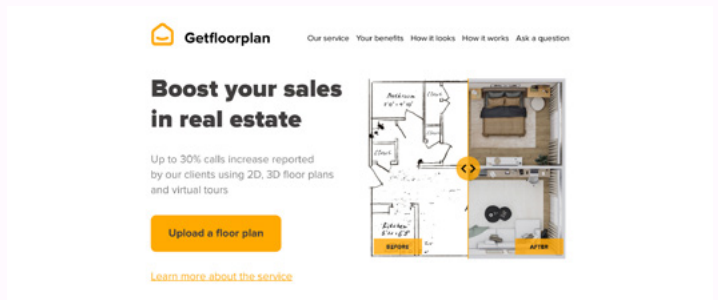 Getfloorplan
Our service Your benefits How it looks How it works Ask a question
Boost your sales
in real estate
Up to 30% calls increase reported
by our clients using 2D, 3D floor plans
and virtual tours
Upload a floor plan
Learn more about the service
Bathroom
Closet
Kitchen
BEFORE
AFTER